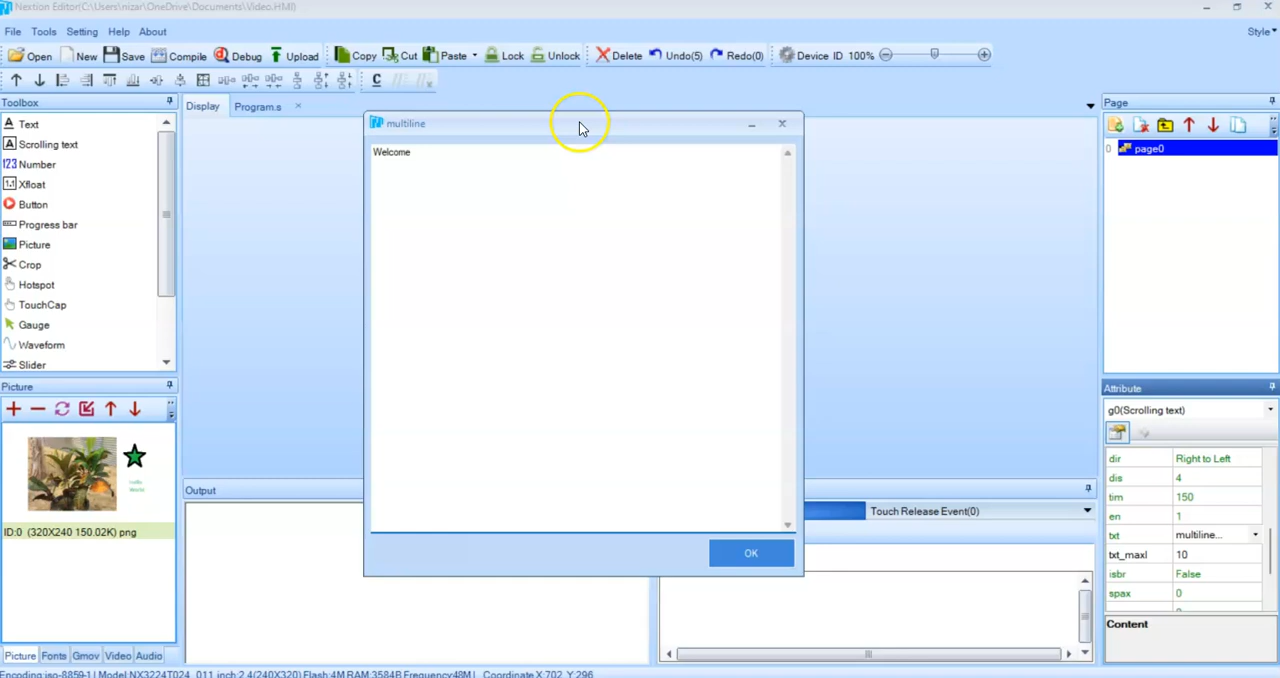 Nextion Editor(C:\Users\nizar\OneDrive\Documents\Video.HMI)
File Tools Setting Help About Style
Open New Save Compile Debug Upload Copy Cut Paste Lock Unlock Delete Undo(5) Redo(0) Device ID 100%
C
Toolbox
Text
Scrolling text
Number
Xfloat
Button
Progress bar
Picture
Crop
Hotspot
TouchCap
Gauge
Waveform
Slider
Picture
Hello
World
ID:0 (320X240 150.02K) png
Picture Fonts Gmov Video Audio
Display Program.s
multiline
Welcome
OK
Output
Touch Release Event(0)
Page
0 page0
Attribute
g0(Scrolling text)
dir Right to Left
dis 4
tim 150
en 1
txt multiline...
txt_maxl 10
isbr False
spax 0
Content
Encoding:iso-8859-1 | Model:NX3224T024_011 inch:2.4(240X320) Flash:4M RAM:3584B Frequency:48M | Coordinate X:702 Y:296